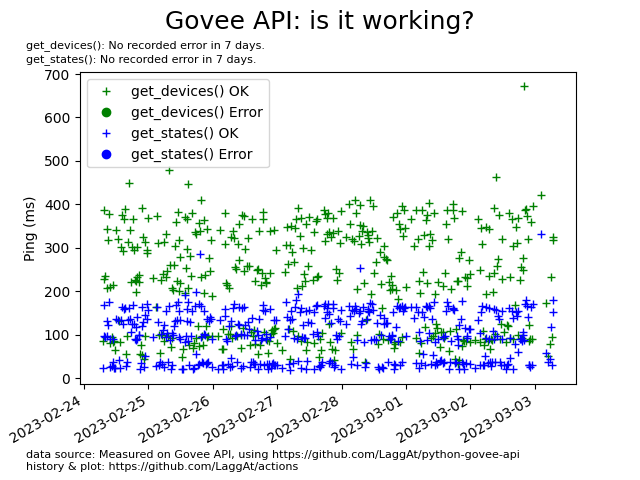 Govee API: is it working?
get_devices(): No recorded error in 7 days.
get_states(): No recorded error in 7 days.
700
600
500
400
300
200
100
0
Ping (ms)
get_devices() OK
get_devices() Error
get_states() OK
get_states() Error
2023-02-24
2023-02-25
2023-02-26
2023-02-27
2023-02-28
2023-03-01
2023-03-02
2023-03-03
data source: Measured on Govee API, using https://github.com/LaggAt/python-govee-api
history & plot: https://github.com/LaggAt/actions